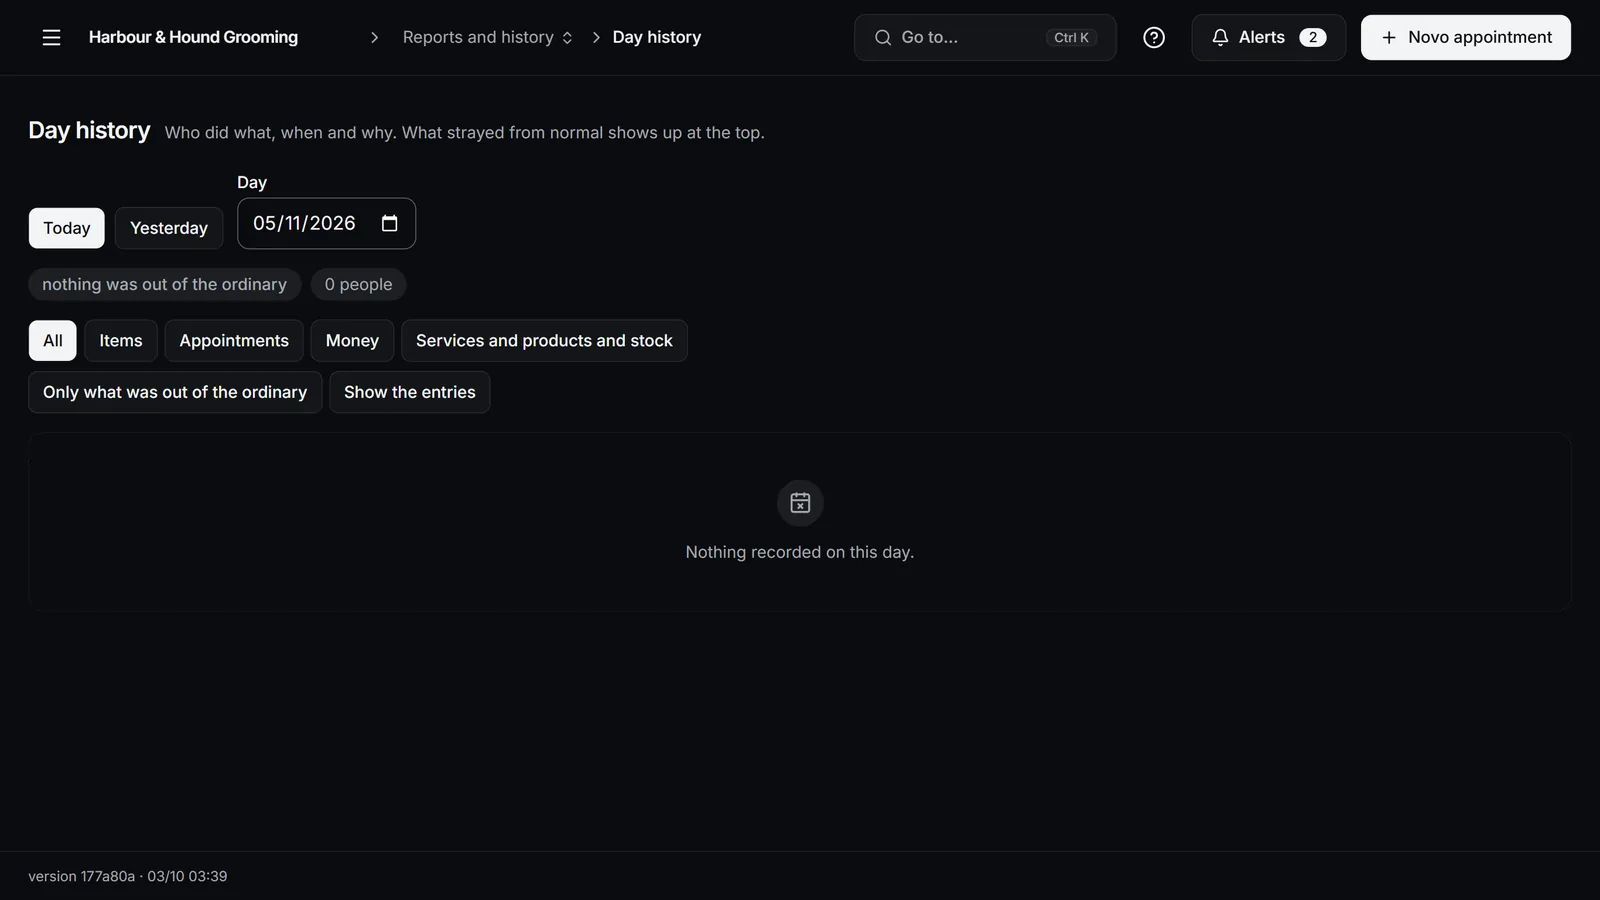 Harbour & Hound Grooming
Reports and history
Day history
Go to...
Ctrl K
Alerts
2
Novo appointment
Day history
Who did what, when and why. What strayed from normal shows up at the top.
Day
Today
Yesterday
05/11/2026
nothing was out of the ordinary
0 people
All
Items
Appointments
Money
Services and products and stock
Only what was out of the ordinary
Show the entries
Nothing recorded on this day.
version 177a80a · 03/10 03:39